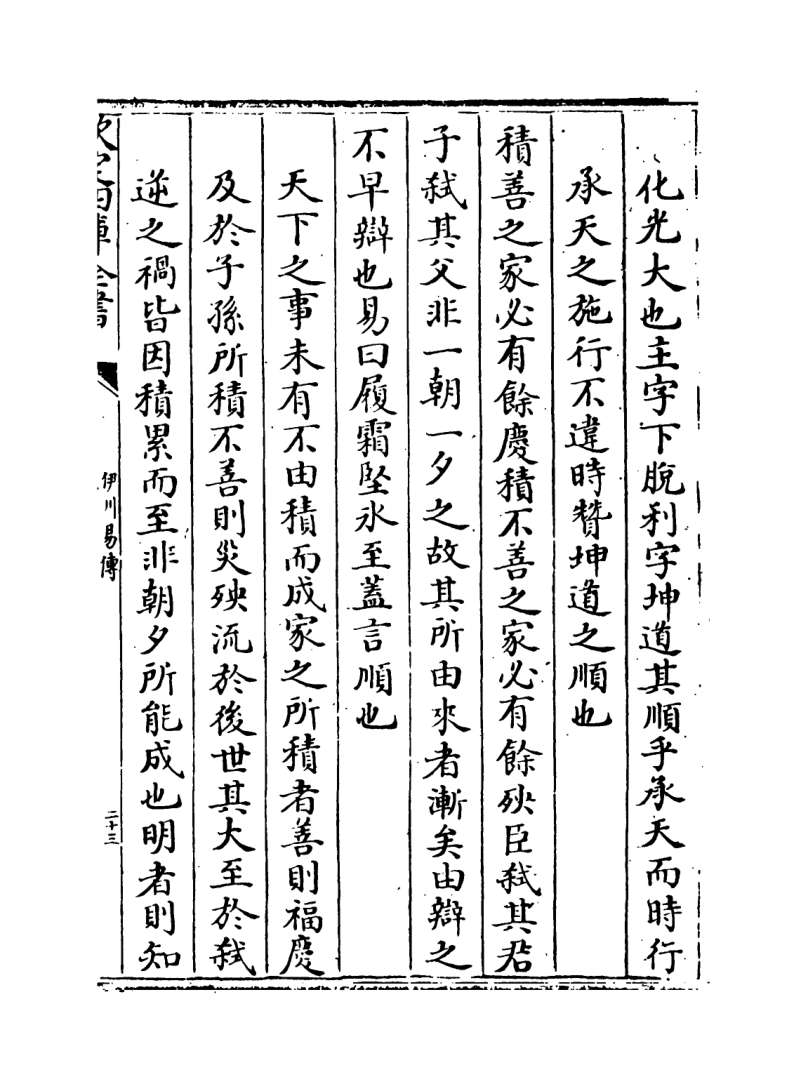 化光大也主字下脫利字坤道其順乎承天而時行
承天之施行不違時贊坤道之順也
積善之家必有餘慶積不善之家必有餘殃臣弑其君
子弑其父非一朝一夕之故其所由來者漸矣由辯之
不早辯也易曰履霜堅氷至蓋言順也
天下之事未有不由積而成家之所積者善則福慶
及於子孫所積不善則災殃流於後世其大至於弑
逆之禍皆因積累而至非朝夕所能成也明者則知
欽定四庫全書
伊川易傳
二十三